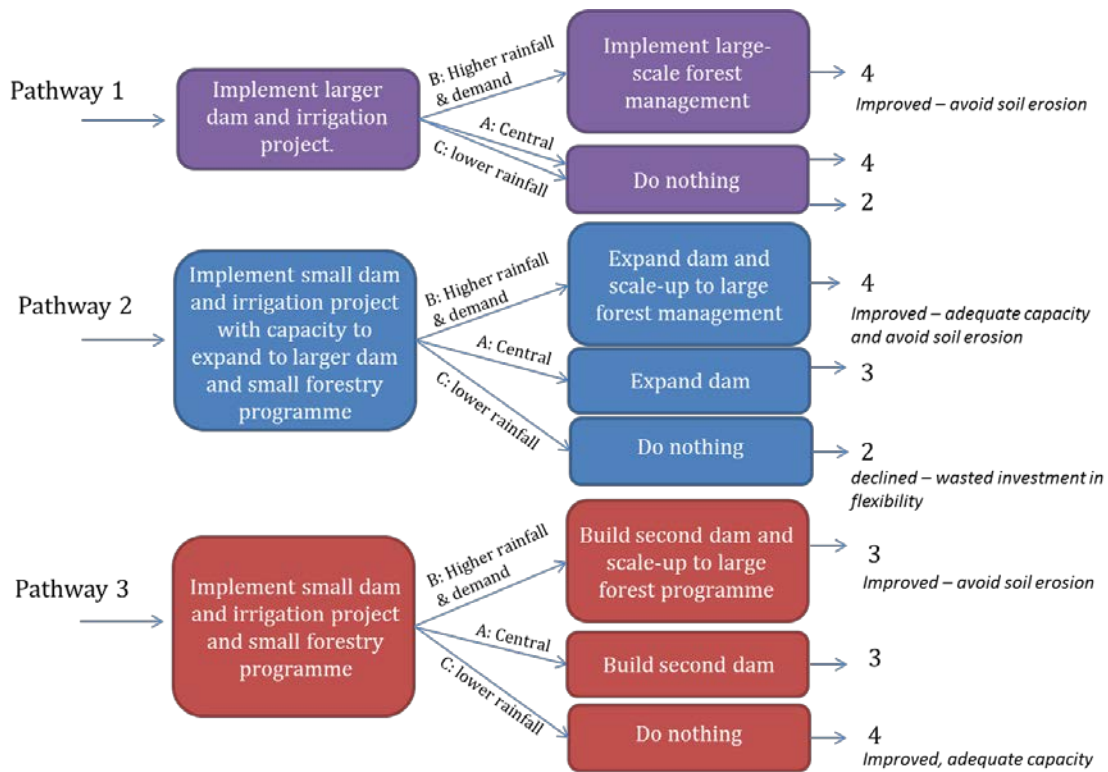 Pathway 1
Implement larger
dam and irrigation
project.
B: Higher rainfall
& demand
A: Central
C: lower rainfall
Implement large-
scale forest
management
4
Improved – avoid soil erosion
Do nothing
4
2
Pathway 2
Implement small dam
and irrigation project
with capacity to
expand to larger dam
and small forestry
programme
B: Higher rainfall
& demand
A: Central
C: lower rainfall
Expand dam and
scale-up to large
forest management
4
Improved – adequate capacity
and avoid soil erosion
Expand dam
3
Do nothing
2
declined – wasted investment in
flexibility
Pathway 3
Implement small dam
and irrigation project
and small forestry
programme
B: Higher rainfall
& demand
A: Central
C: lower rainfall
Build second dam and
scale-up to large
forest programme
3
Improved – avoid soil erosion
Build second dam
3
Do nothing
4
Improved, adequate capacity